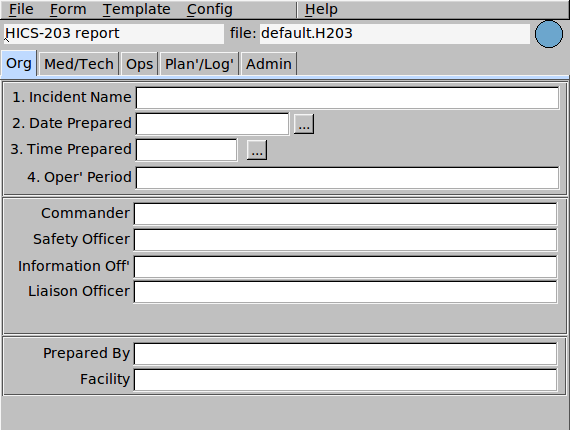 File Form Template Config Help
HICS-203 report file: default.H203
Org Med/Tech Ops Plan'/Log' Admin
1. Incident Name
2. Date Prepared ...
3. Time Prepared ...
4. Oper' Period
Commander
Safety Officer
Information Off'
Liaison Officer
Prepared By
Facility